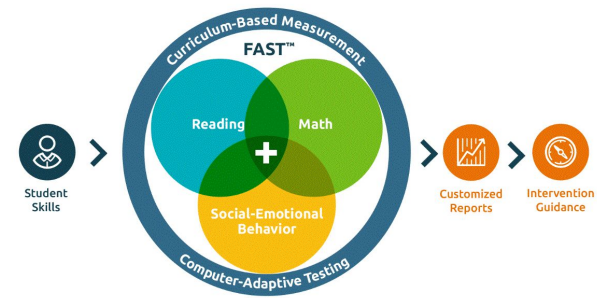 Curriculum-Based Measurement
FAST™
Reading
Math
Social-Emotional
Behavior
Computer-Adaptive Testing
Student
Skills
Customized
Reports
Intervention
Guidance